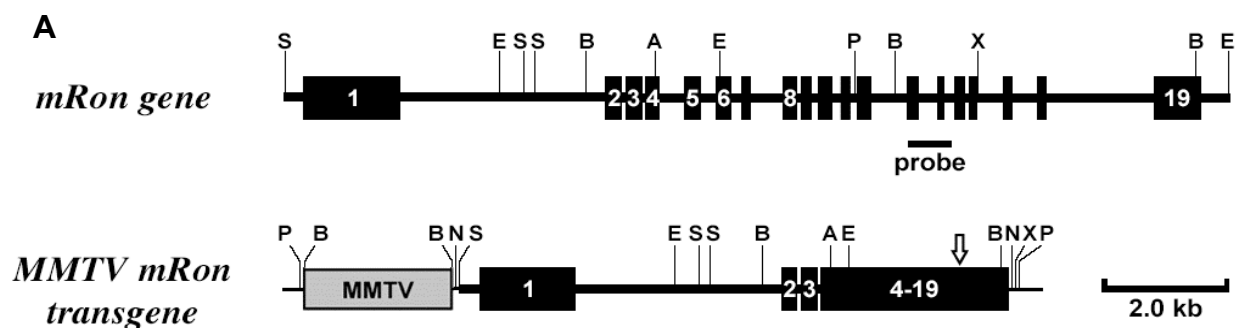 A
S E S S B A E P B X B E
mRon gene
1 2 3 4 5 6 8 19
probe
P B B N S E S S B A E B N X P
MMTV mRon
transgene
MMTV 1 2 3 4-19
2.0 kb